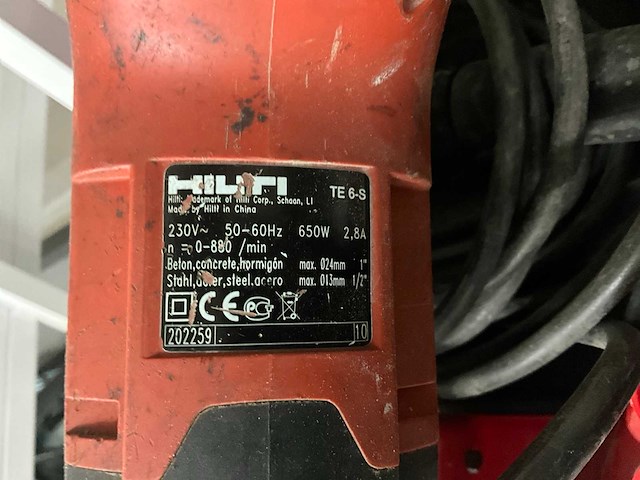 HILTI TE 6-S
Hilti trademark of Hilti Corp., Schaan, LI
Made by Hilti in China
230V~ 50-60Hz 650W 2,8A
n = 0-880 /min
Beton,concrete,hormigón max. Ø24mm 1"
Stahl,acier,steel,acero max. Ø13mm 1/2"
CE PG
202259 10